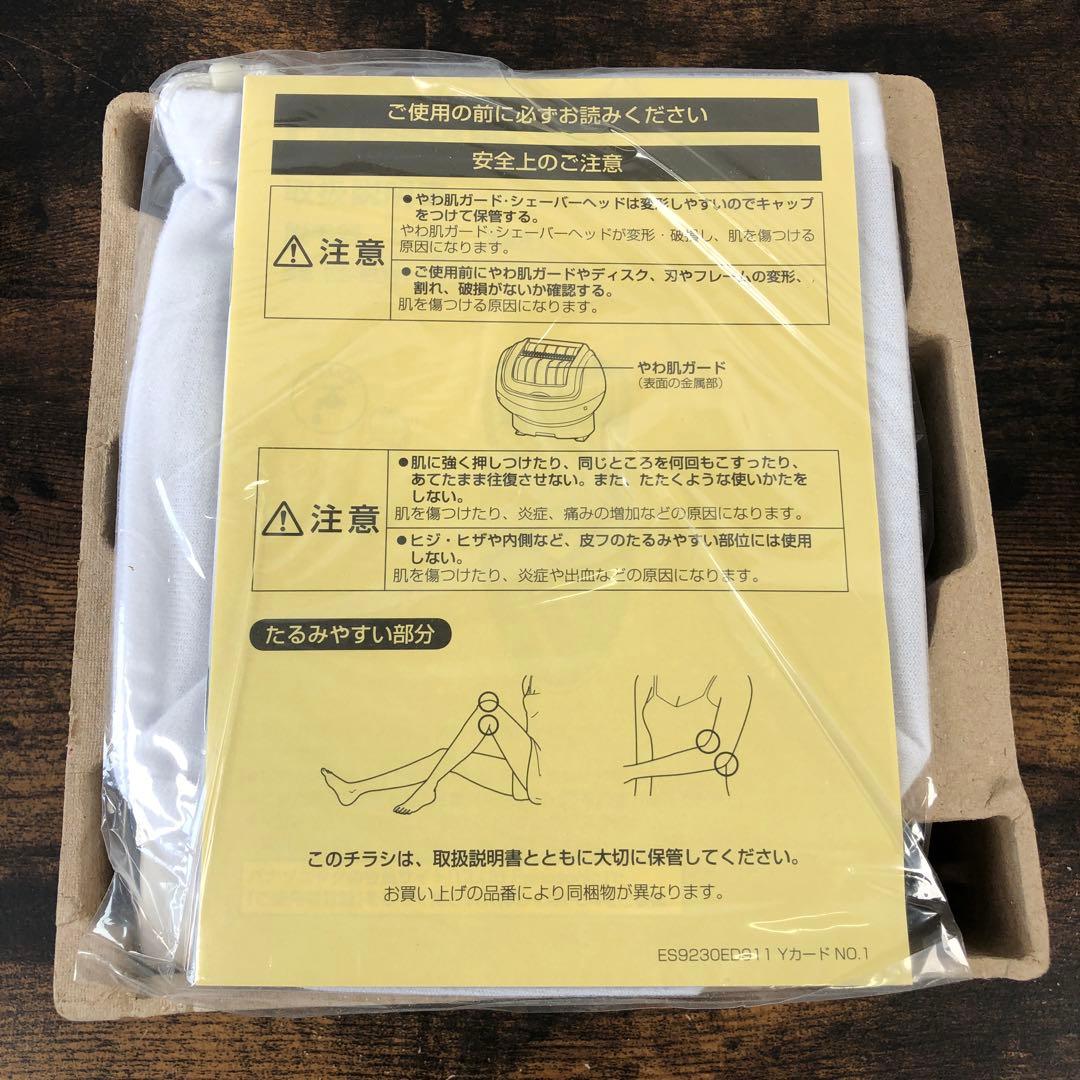 ご使用の前に必ずお読みください
安全上のご注意
注意
●やわ肌ガード・シェーバーヘッドは変形しやすいのでキャップ
をつけて保管する。
やわ肌ガード・シェーバーヘッドが変形・破損し、肌を傷つける
原因になります。
●ご使用前にやわ肌ガードやディスク、刃やフレームの変形、
割れ、破損がないか確認する。
肌を傷つける原因になります。
やわ肌ガード
(表面の金属部)
注意
●肌に強く押しつけたり、同じところを何回もこすったり、
あてたまま往復させない。また、たたくような使いかたを
しない。
肌を傷つけたり、炎症、痛みの増加などの原因になります。
●ヒジ・ヒザや内側など、皮フのたるみやすい部位には使用
しない。
肌を傷つけたり、炎症や出血などの原因になります。
たるみやすい部分
このチラシは、取扱説明書とともに大切に保管してください。
お買い上げの品番により同梱物が異なります。
ES9230ED911 Yカード NO.1